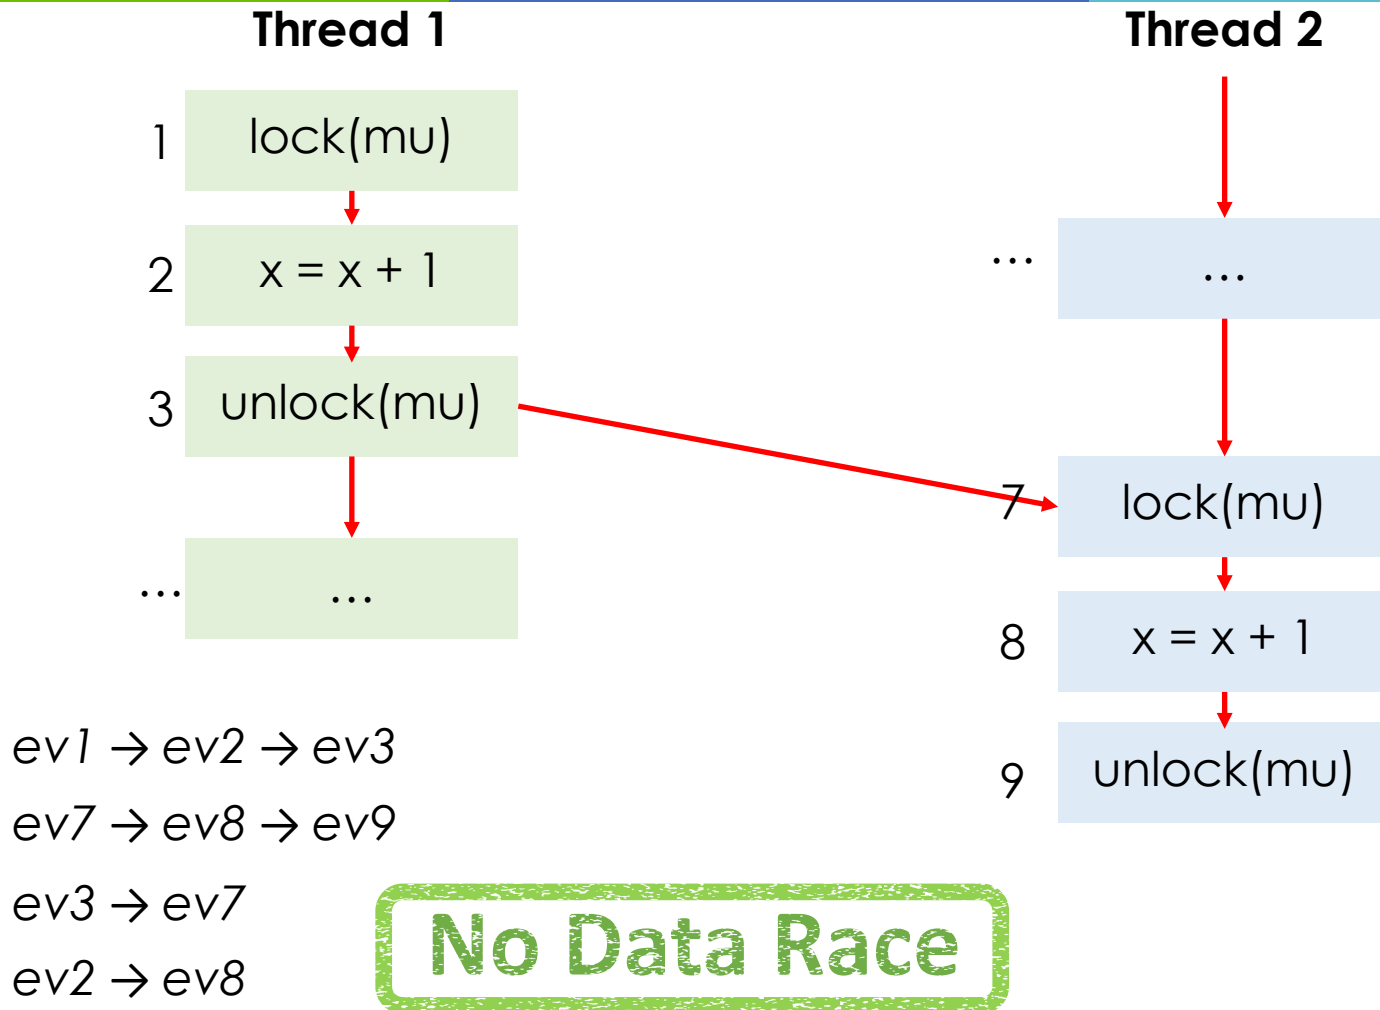 Thread 1
Thread 2
1
lock(mu)
2
x = x + 1
3
unlock(mu)
...
...
...
...
7
lock(mu)
8
x = x + 1
9
unlock(mu)
ev1 → ev2 → ev3
ev7 → ev8 → ev9
ev3 → ev7
ev2 → ev8
No Data Race